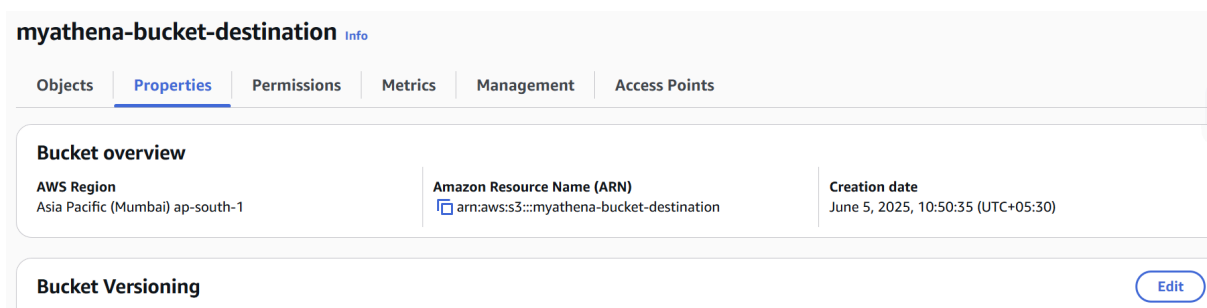 myathena-bucket-destination Info
Objects Properties Permissions Metrics Management Access Points
Bucket overview
AWS Region
Asia Pacific (Mumbai) ap-south-1
Amazon Resource Name (ARN)
arn:aws:s3:::myathena-bucket-destination
Creation date
June 5, 2025, 10:50:35 (UTC+05:30)
Bucket Versioning
Edit